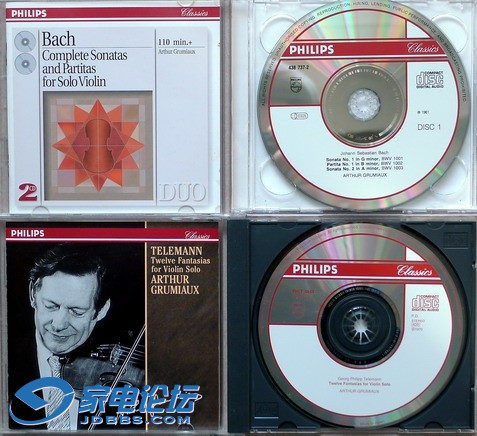 PHILIPS
Classics
Bach
Complete Sonatas
and Partitas
for Solo Violin
110 min.+
Arthur Grumiaux
2CD
DUO
PHILIPS
Classics
438 737-2
COMPACT
disc
DIGITAL AUDIO
DISC 1
Johann Sebastian Bach
Sonata No. 1 in G minor, BWV 1001
Partita No. 1 in B minor, BWV 1002
Sonata No. 2 in A minor, BWV 1003
ARTHUR GRUMIAUX
PHILIPS
Classics
TELEMANN
Twelve Fantasias
for Violin Solo
ARTHUR
GRUMIAUX
PHILIPS
Classics
COMPACT
disc
DIGITAL AUDIO
Georg Philipp Telemann
Twelve Fantasias for Violin Solo
ARTHUR GRUMIAUX
家电论坛
JDBBS.COM